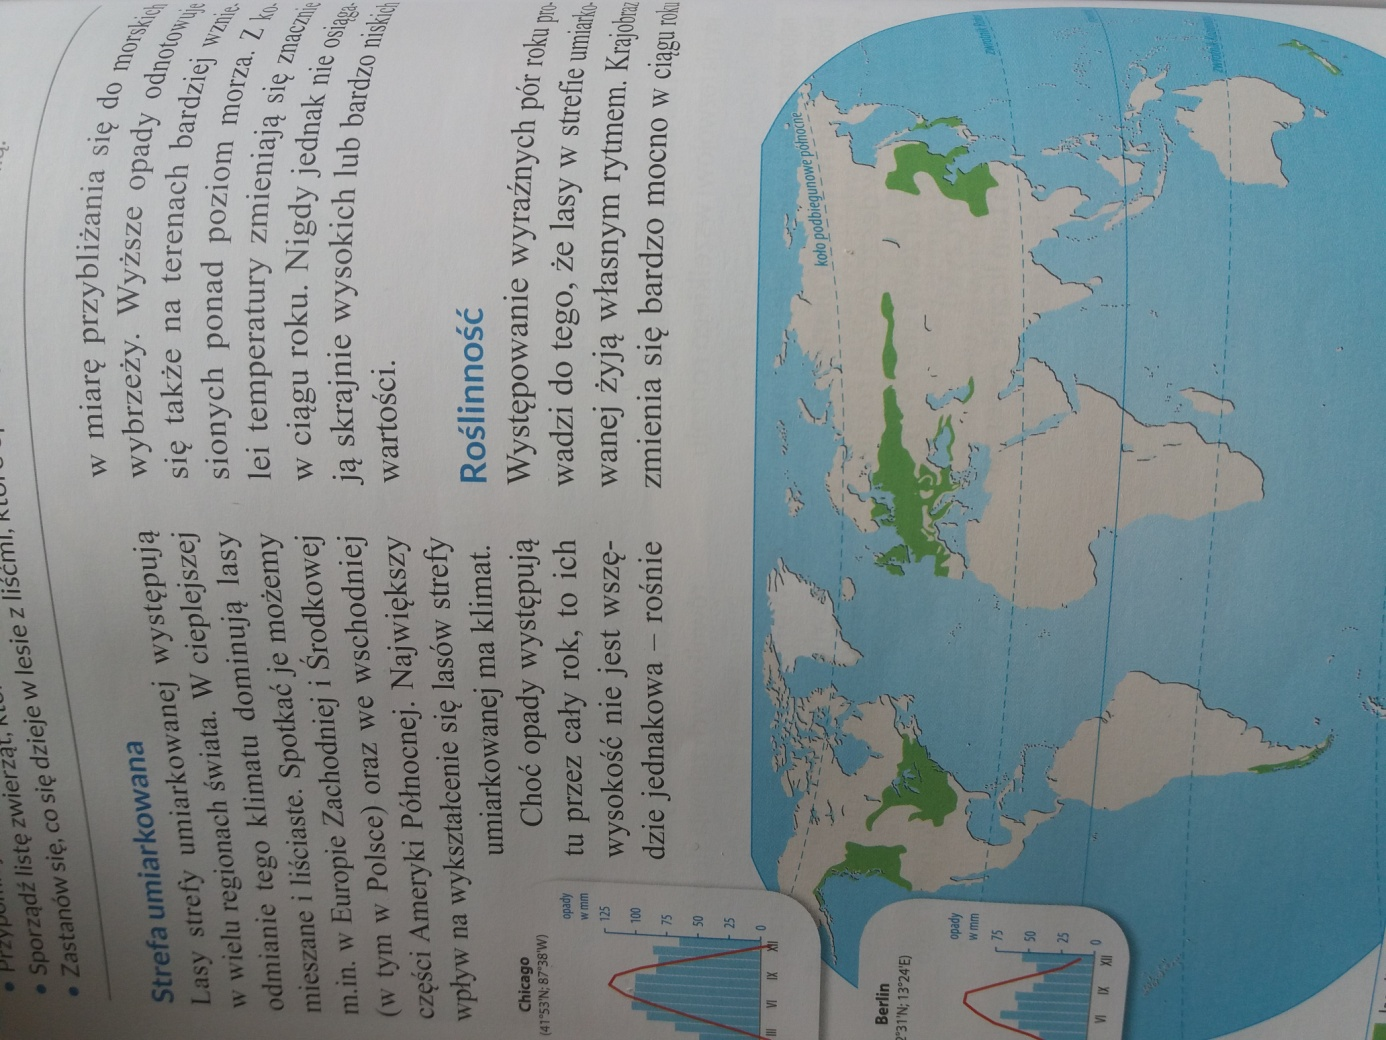 • Sporządź listę zwierząt,
• Zastanów się, co się dzieje w lesie z liśćmi,
Strefa umiarkowana
Lasy strefy umiarkowanej występują
w wielu regionach świata. W cieplejszej
odmianie tego klimatu dominują lasy
mieszane i liściaste. Spotkać je możemy
m.in. w Europie Zachodniej i Środkowej
(w tym w Polsce) oraz we wschodniej
części Ameryki Północnej. Największy
wpływ na wykształcenie się lasów strefy
umiarkowanej ma klimat.
Choć opady występują
tu przez cały rok, to ich
wysokość nie jest wszę-
dzie jednakowa – rośnie
w miarę przybliżania się do morskich
wybrzeży. Wyższe opady odnotowuje
się także na terenach bardziej wznie-
sionych ponad poziom morza. Z ko-
lei temperatury zmieniają się znacznie
w ciągu roku. Nigdy jednak nie osiąga-
ją skrajnie wysokich lub bardzo niskich
wartości.
Roślinność
Występowanie wyraźnych pór roku pro-
wadzi do tego, że lasy w strefie umiarko-
wanej żyją własnym rytmem. Krajobraz
zmienia się bardzo mocno w ciągu roku
Chicago
(41°53'N; 87°38'W)
opady
w mm
125
100
75
50
25
0
III VI IX XII
Berlin
2°31'N; 13°24'E)
opady
w mm
75
50
25
0
VI IX XII
koło podbiegunowe północne